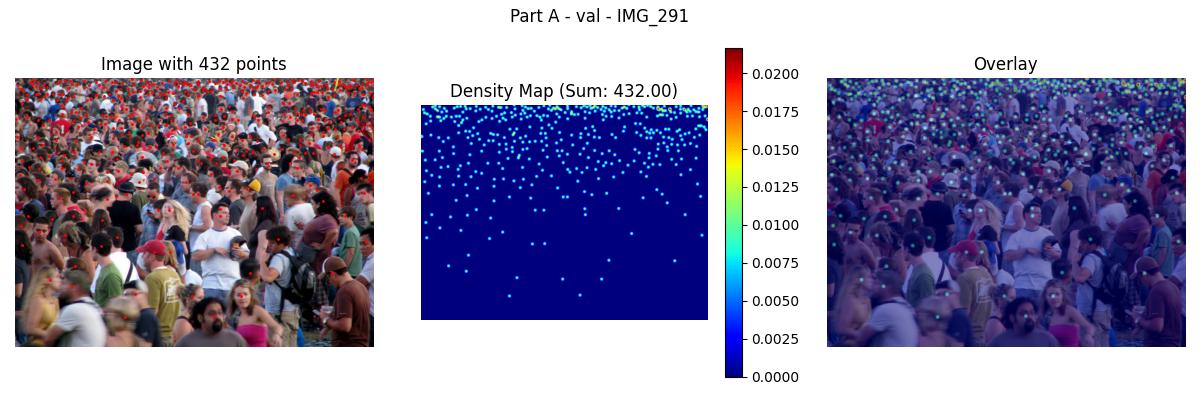 Part A - val - IMG_291
Image with 432 points
Density Map (Sum: 432.00)
Overlay
0.0200
0.0175
0.0150
0.0125
0.0100
0.0075
0.0050
0.0025
0.0000